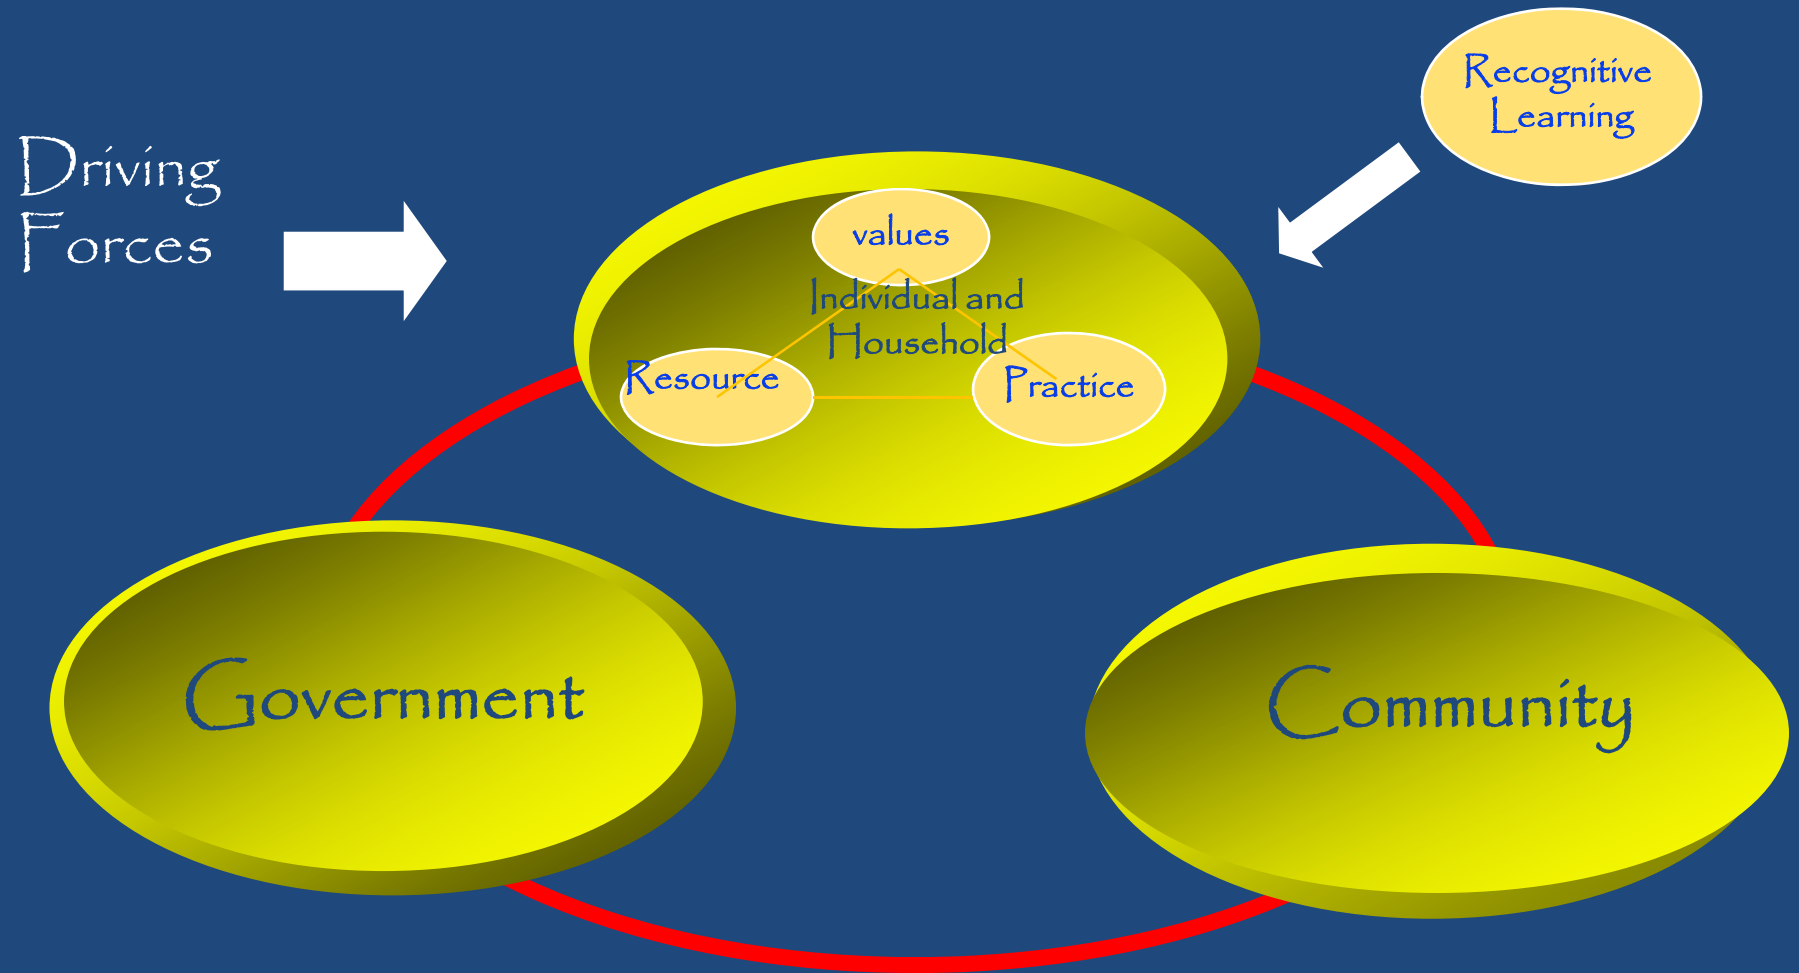 Recognitive
Learning
Driving
Forces
values
Individual and
Household
Resource
Practice
Government
Community